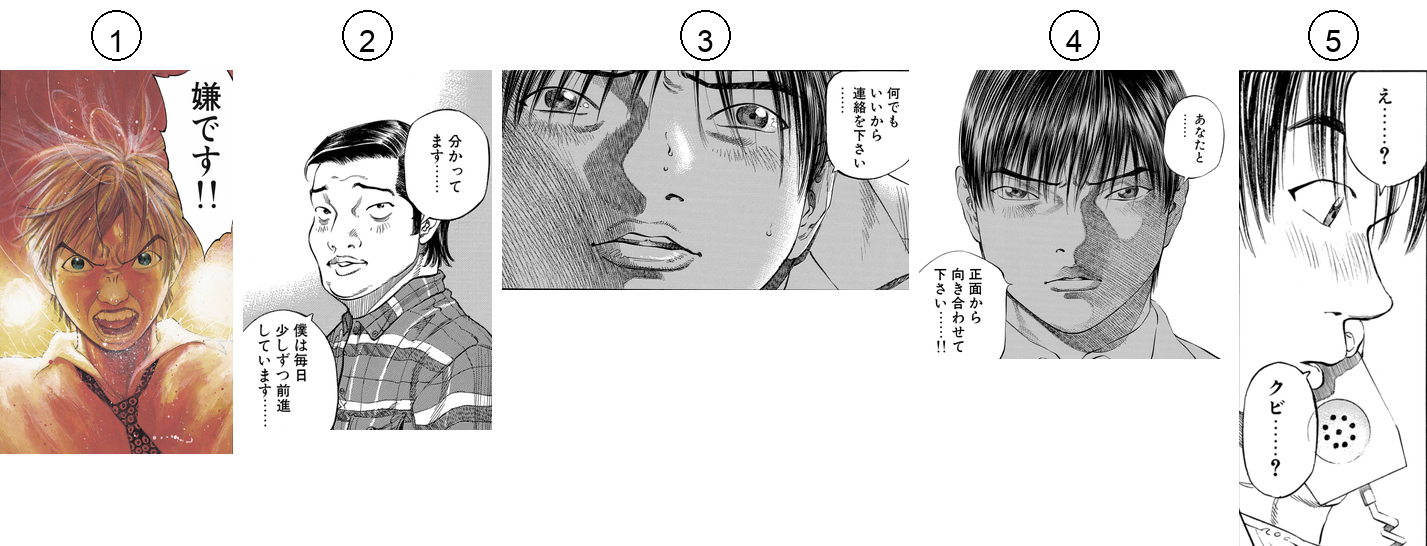 1
嫌です!!
2
分かって
ます……
僕は毎日
少しずつ前進
しています……
3
何でも
いいから
連絡を下さい
……
4
あなたと
……
正面から
向き合わせて
下さい……!!
5
え……?
クビ……?